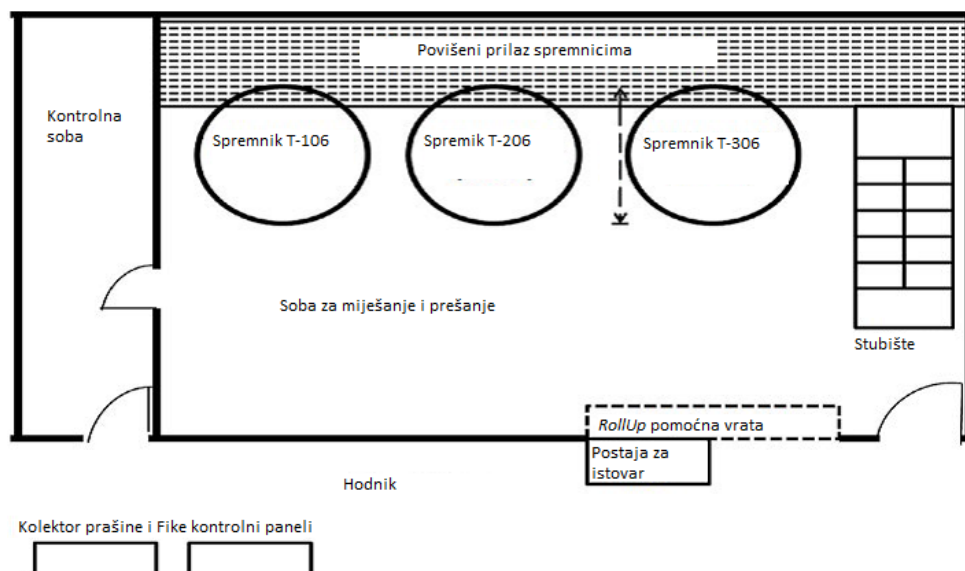 Povišeni prilaz spremnicima
Kontrolna
soba
Spremnik T-106
Spremik T-206
Spremnik T-306
Soba za miješanje i prešanje
Stubište
RollUp pomoćna vrata
Postaja za
istovar
Hodnik
Kolektor prašine i Fike kontrolni paneli